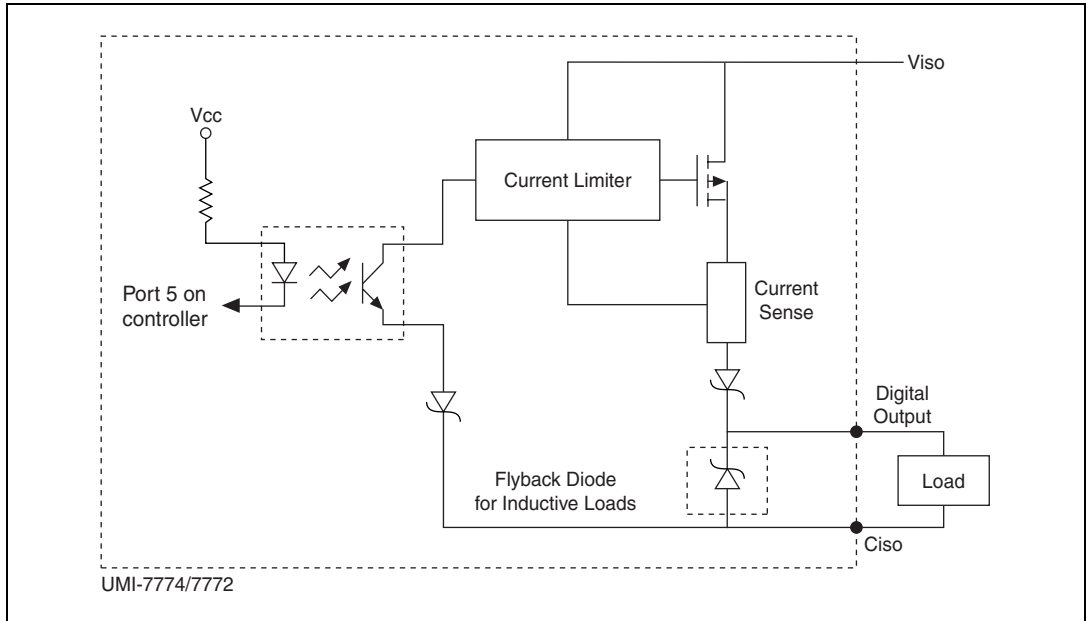 Viso
Vcc
Current Limiter
Port 5 on
controller
Current
Sense
Digital
Output
Flyback Diode
for Inductive Loads
Load
Ciso
UMI-7774/7772